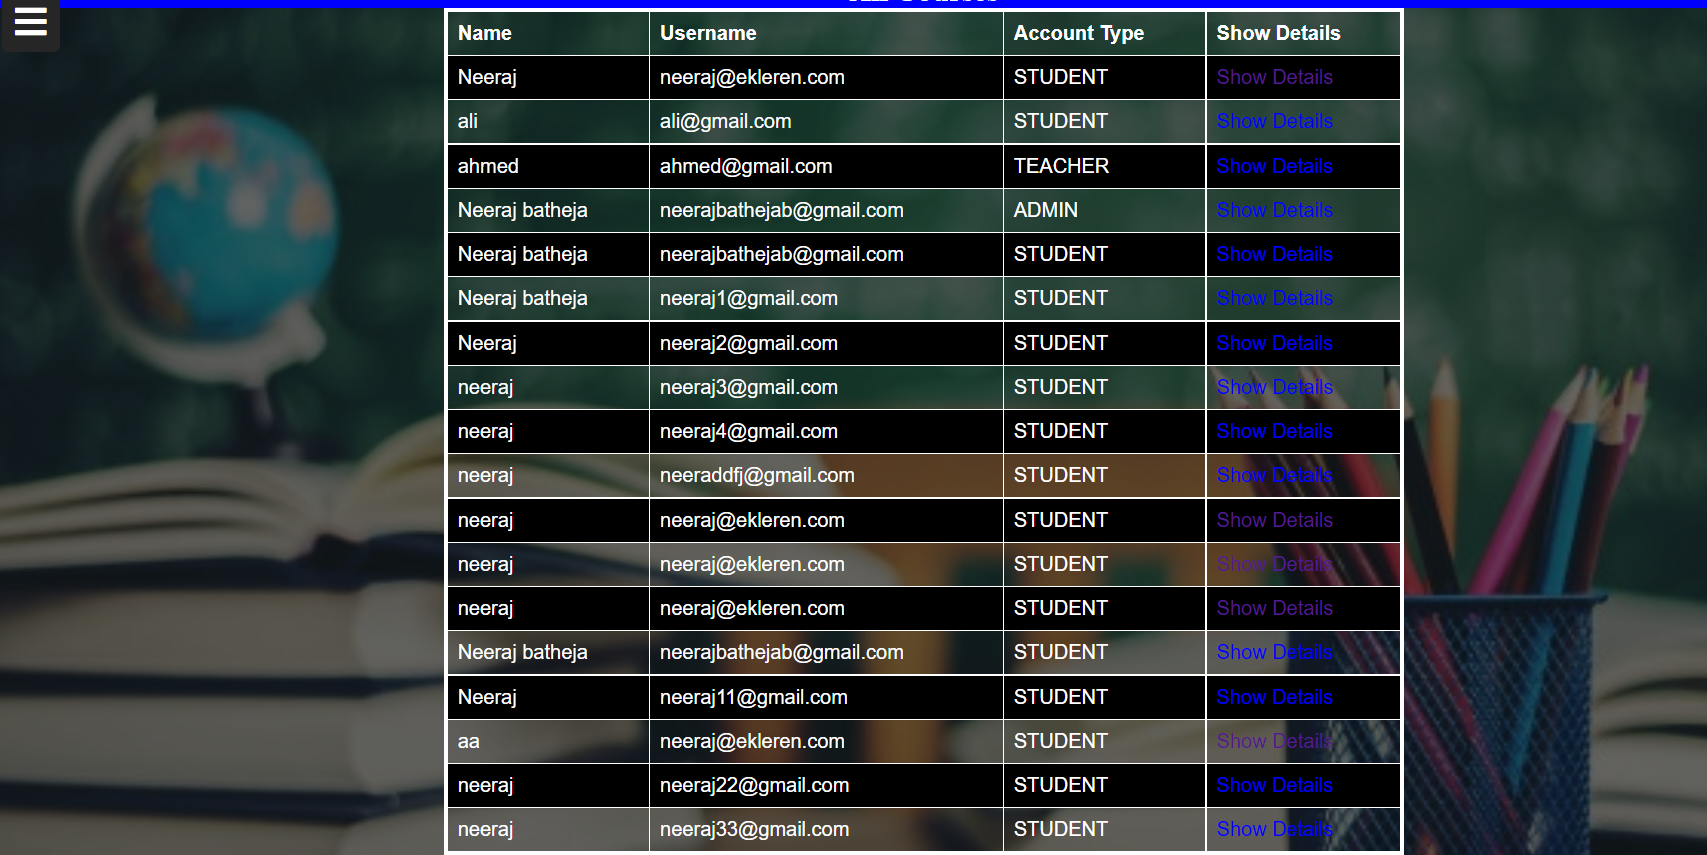 Name Username Account Type Show Details
Neeraj neeraj@ekleren.com STUDENT Show Details
ali ali@gmail.com STUDENT Show Details
ahmed ahmed@gmail.com TEACHER Show Details
Neeraj batheja neerajbathejab@gmail.com ADMIN Show Details
Neeraj batheja neerajbathejab@gmail.com STUDENT Show Details
Neeraj batheja neeraj1@gmail.com STUDENT Show Details
Neeraj neeraj2@gmail.com STUDENT Show Details
neeraj neeraj3@gmail.com STUDENT Show Details
neeraj neeraj4@gmail.com STUDENT Show Details
neeraj neeraddfj@gmail.com STUDENT Show Details
neeraj neeraj@ekleren.com STUDENT Show Details
neeraj neeraj@ekleren.com STUDENT Show Details
neeraj neeraj@ekleren.com STUDENT Show Details
Neeraj batheja neerajbathejab@gmail.com STUDENT Show Details
Neeraj neeraj11@gmail.com STUDENT Show Details
aa neeraj@ekleren.com STUDENT Show Details
neeraj neeraj22@gmail.com STUDENT Show Details
neeraj neeraj33@gmail.com STUDENT Show Details